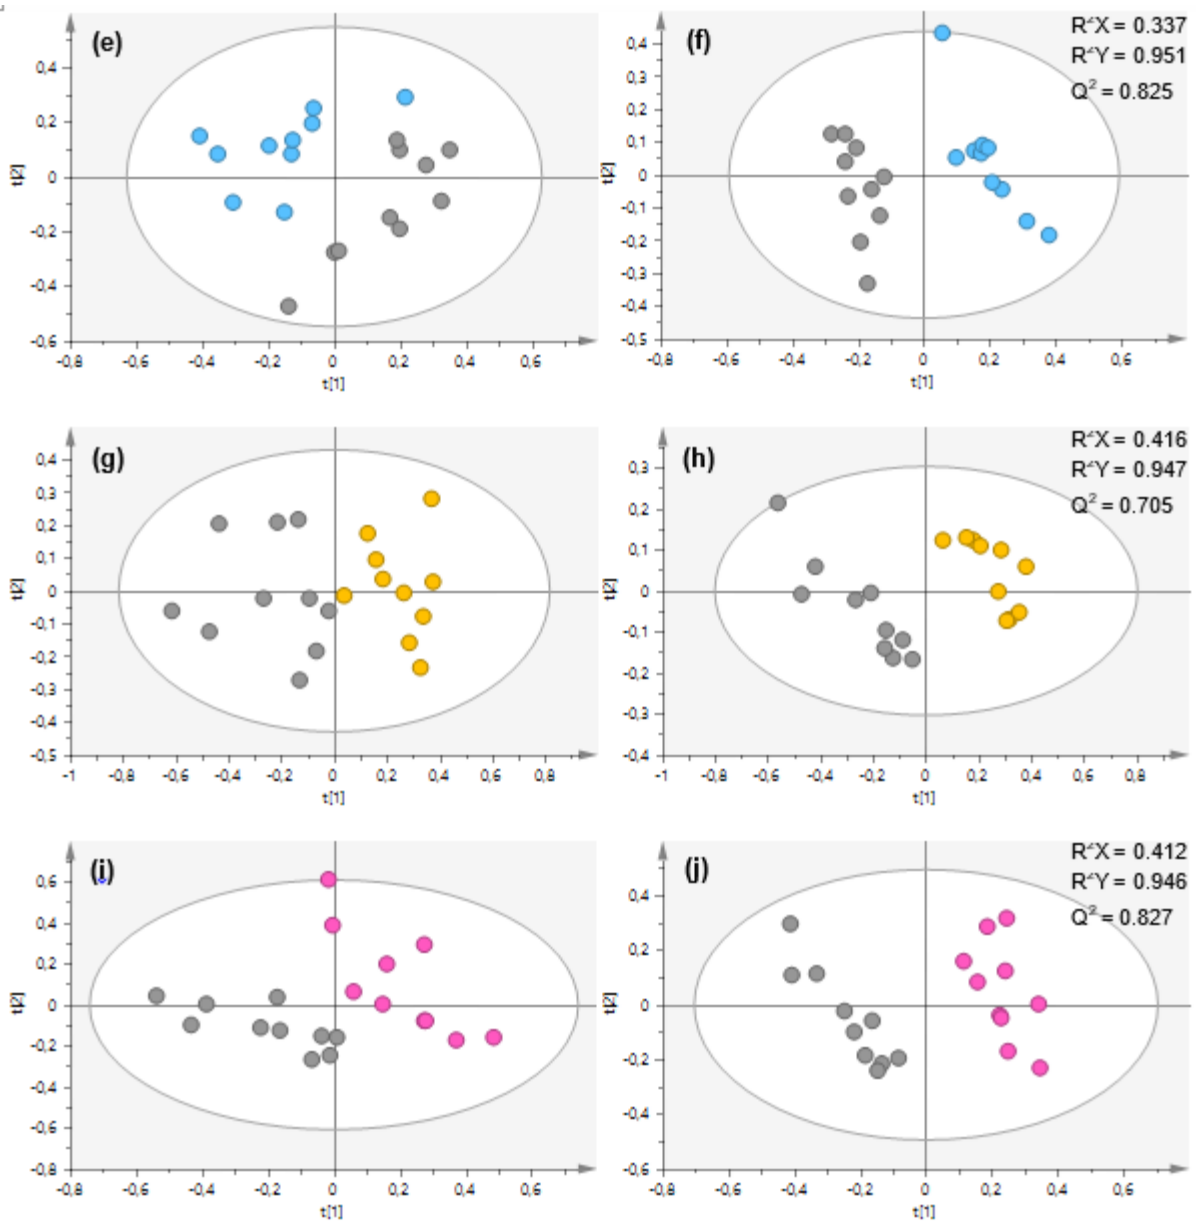 (e)
0,4
0,2
0
-0,2
-0,4
-0,6
t[2]
-0,8 -0,6 -0,4 -0,2 0 0,2 0,4 0,6
t[1]
(f)
R²X = 0.337
R²Y = 0.951
Q² = 0.825
0,4
0,3
0,2
0,1
0
-0,1
-0,2
-0,3
-0,4
-0,5
t[2]
-0,8 -0,6 -0,4 -0,2 0 0,2 0,4 0,6
t[1]
(g)
0,4
0,3
0,2
0,1
0
-0,1
-0,2
-0,3
-0,4
-0,5
t[2]
-1 -0,8 -0,6 -0,4 -0,2 0 0,2 0,4 0,6 0,8
t[1]
(h)
R²X = 0.416
R²Y = 0.947
Q² = 0.705
0,3
0,2
0,1
0
-0,1
-0,2
-0,3
-0,4
t[2]
-1 -0,8 -0,6 -0,4 -0,2 0 0,2 0,4 0,6 0,8
t[1]
(i)
0,6
0,4
0,2
0
-0,2
-0,4
-0,6
-0,8
t[2]
-0,8 -0,6 -0,4 -0,2 0 0,2 0,4 0,6
t[1]
(j)
R²X = 0.412
R²Y = 0.946
Q² = 0.827
0,4
0,2
0
-0,2
-0,4
-0,6
t[2]
-0,8 -0,6 -0,4 -0,2 0 0,2 0,4 0,6
t[1]